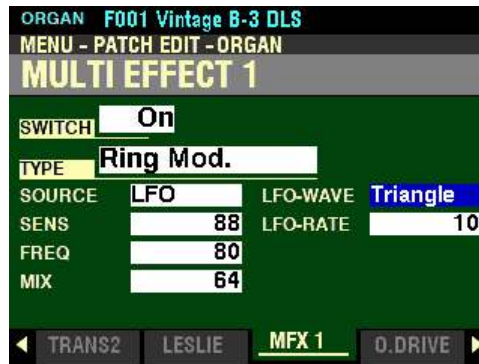 ORGAN F001 Vintage B-3 DLS
MENU - PATCH EDIT - ORGAN
MULTI EFFECT 1
SWITCH On
TYPE Ring Mod.
SOURCE LFO LFO-WAVE Triangle
SENS 88 LFO-RATE 10
FREQ 80
MIX 64
TRANS2 LESLIE MFX 1 O.DRIVE